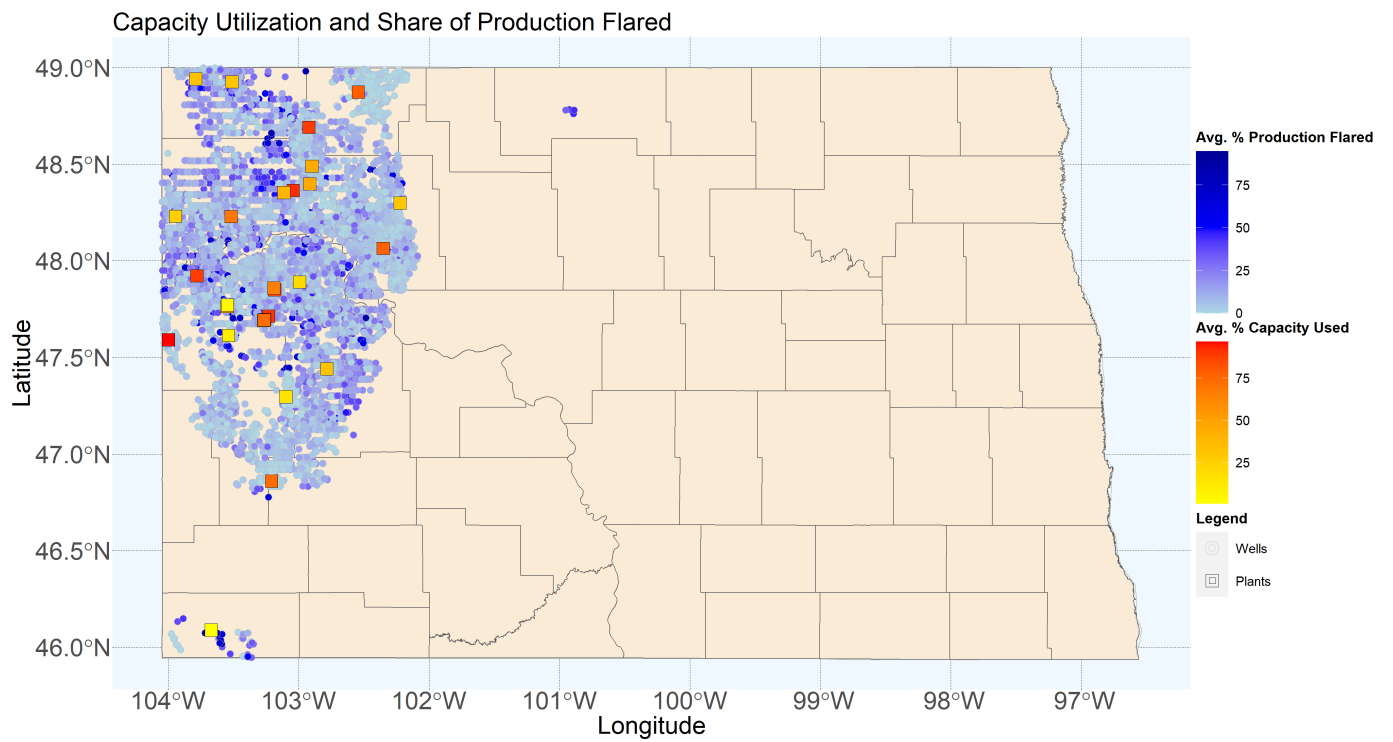 Capacity Utilization and Share of Production Flared
49.0°N
48.5°N
48.0°N
47.5°N
47.0°N
46.5°N
46.0°N
Latitude
104°W 103°W 102°W 101°W 100°W 99°W 98°W 97°W
Longitude
Avg. % Production Flared
75
50
25
0
Avg. % Capacity Used
75
50
25
Legend
Wells
Plants